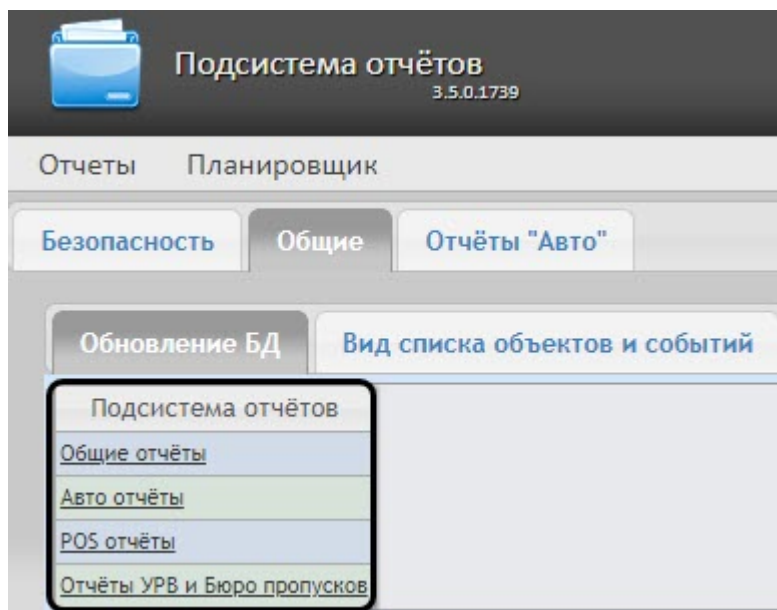 Подсистема отчётов
3.5.0.1739
Отчеты Планировщик
Безопасность Общие Отчёты "Авто"
Обновление БД Вид списка объектов и событий
Подсистема отчётов
Общие отчёты
Авто отчёты
POS отчёты
Отчёты УРВ и Бюро пропусков